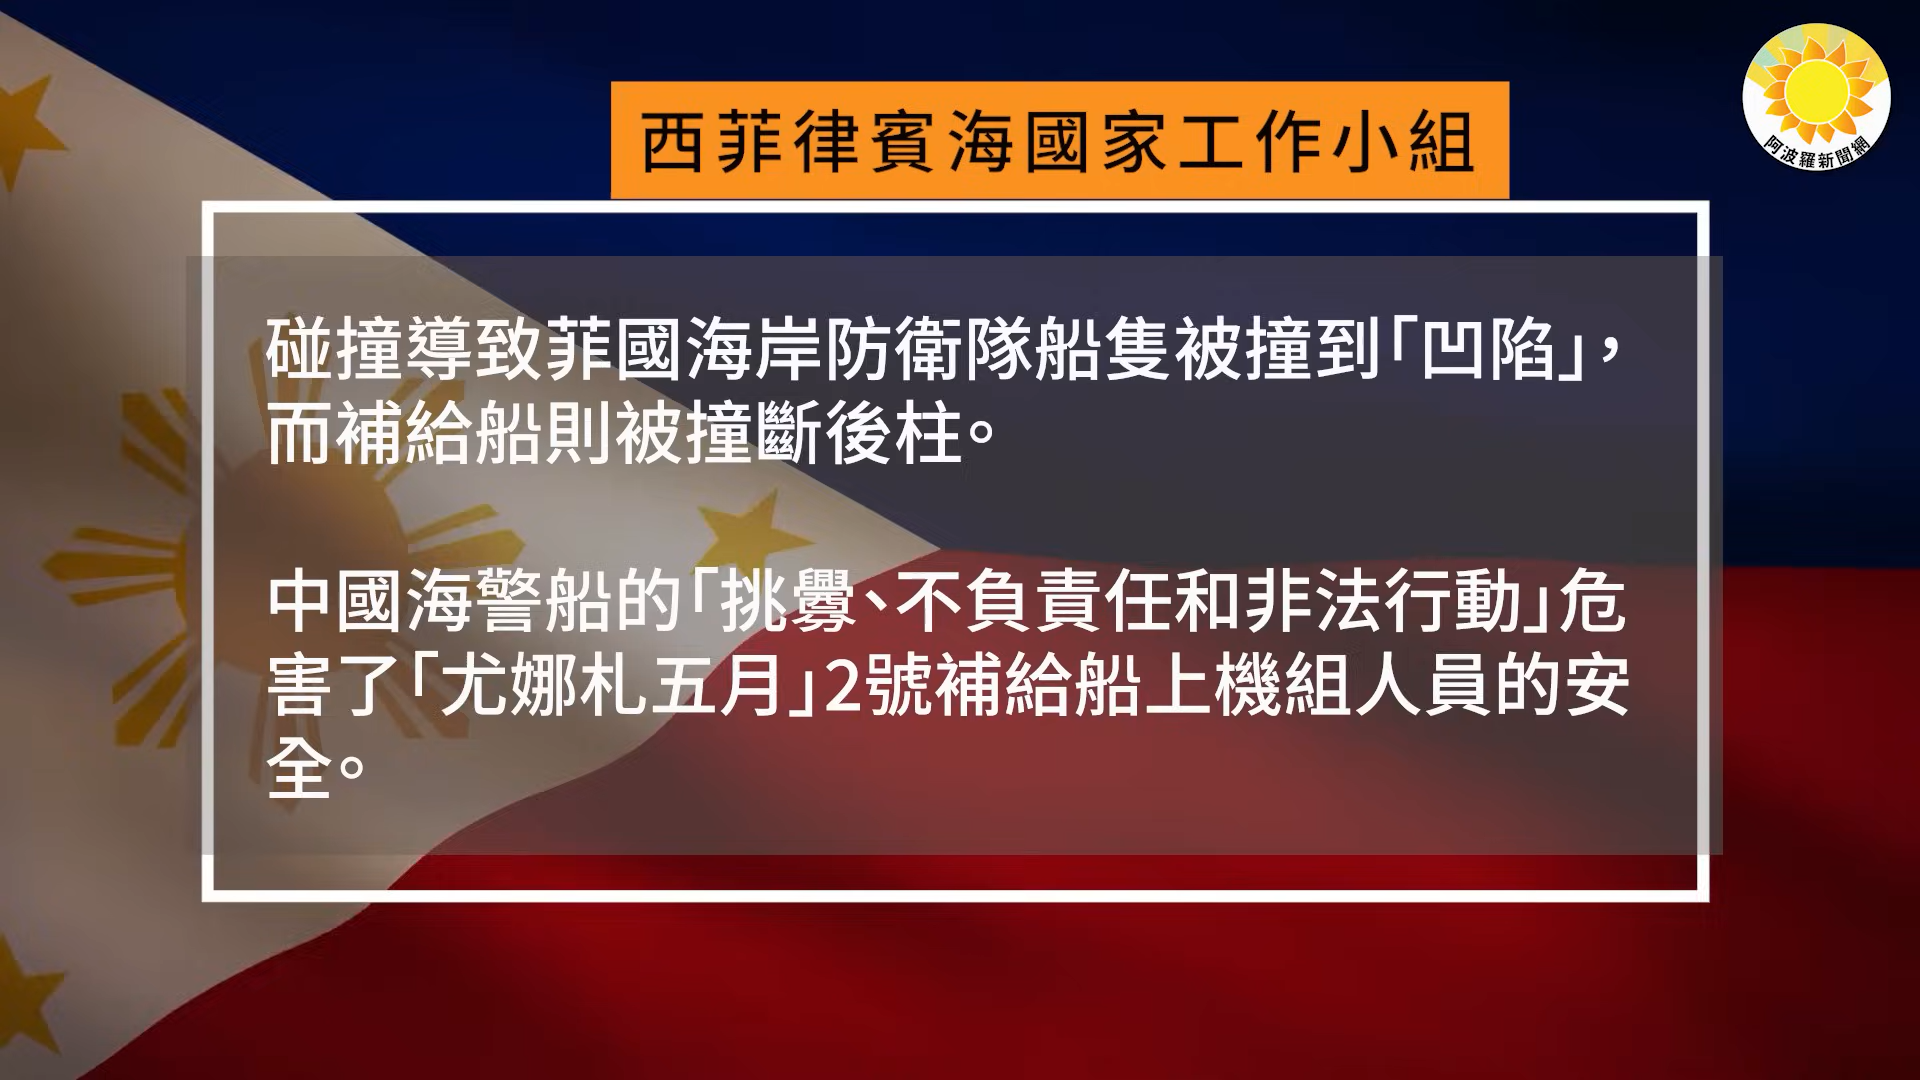 西菲律賓海國家工作小組
阿波羅新聞網
碰撞導致菲國海岸防衛隊船隻被撞到「凹陷」，
而補給船則被撞斷後柱。
中國海警船的「挑釁、不負責任和非法行動」危
害了「尤娜札五月」2號補給船上機組人員的安
全。